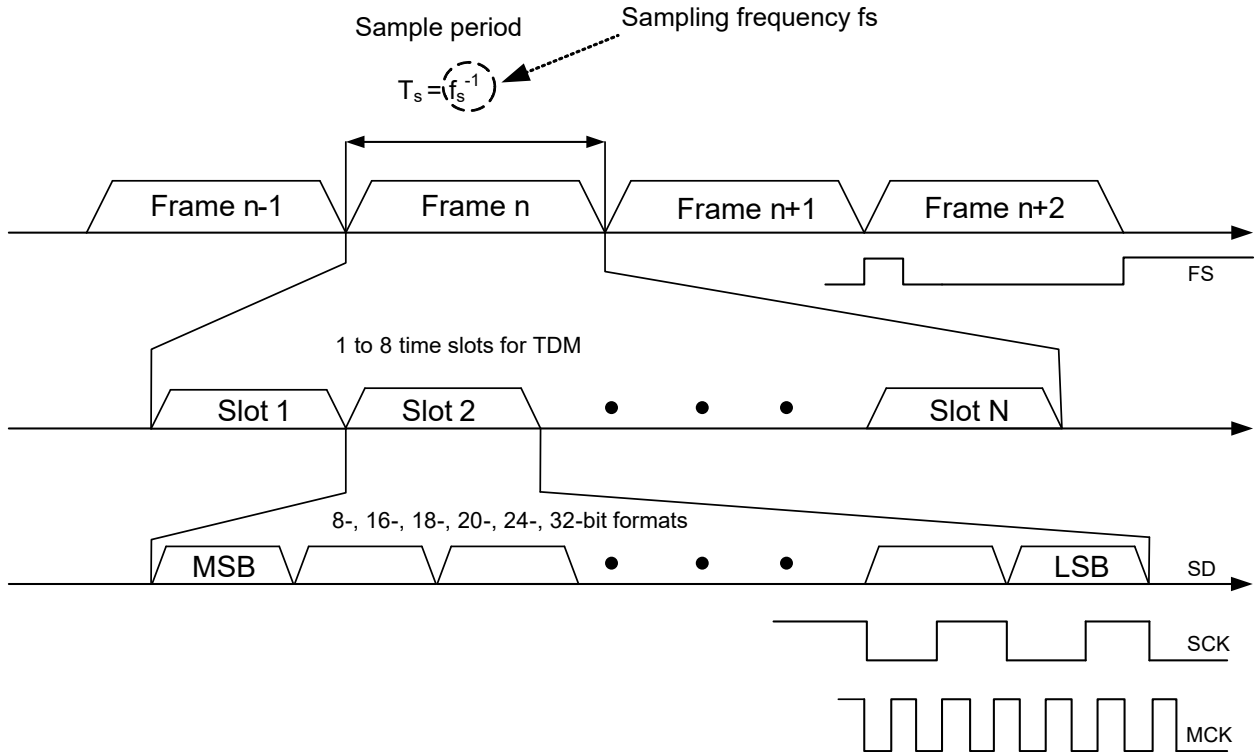 Sample period
Sampling frequency fs
Ts = fs-1
Frame n-1
Frame n
Frame n+1
Frame n+2
FS
1 to 8 time slots for TDM
Slot 1
Slot 2
Slot N
8-, 16-, 18-, 20-, 24-, 32-bit formats
MSB
LSB
SD
SCK
MCK